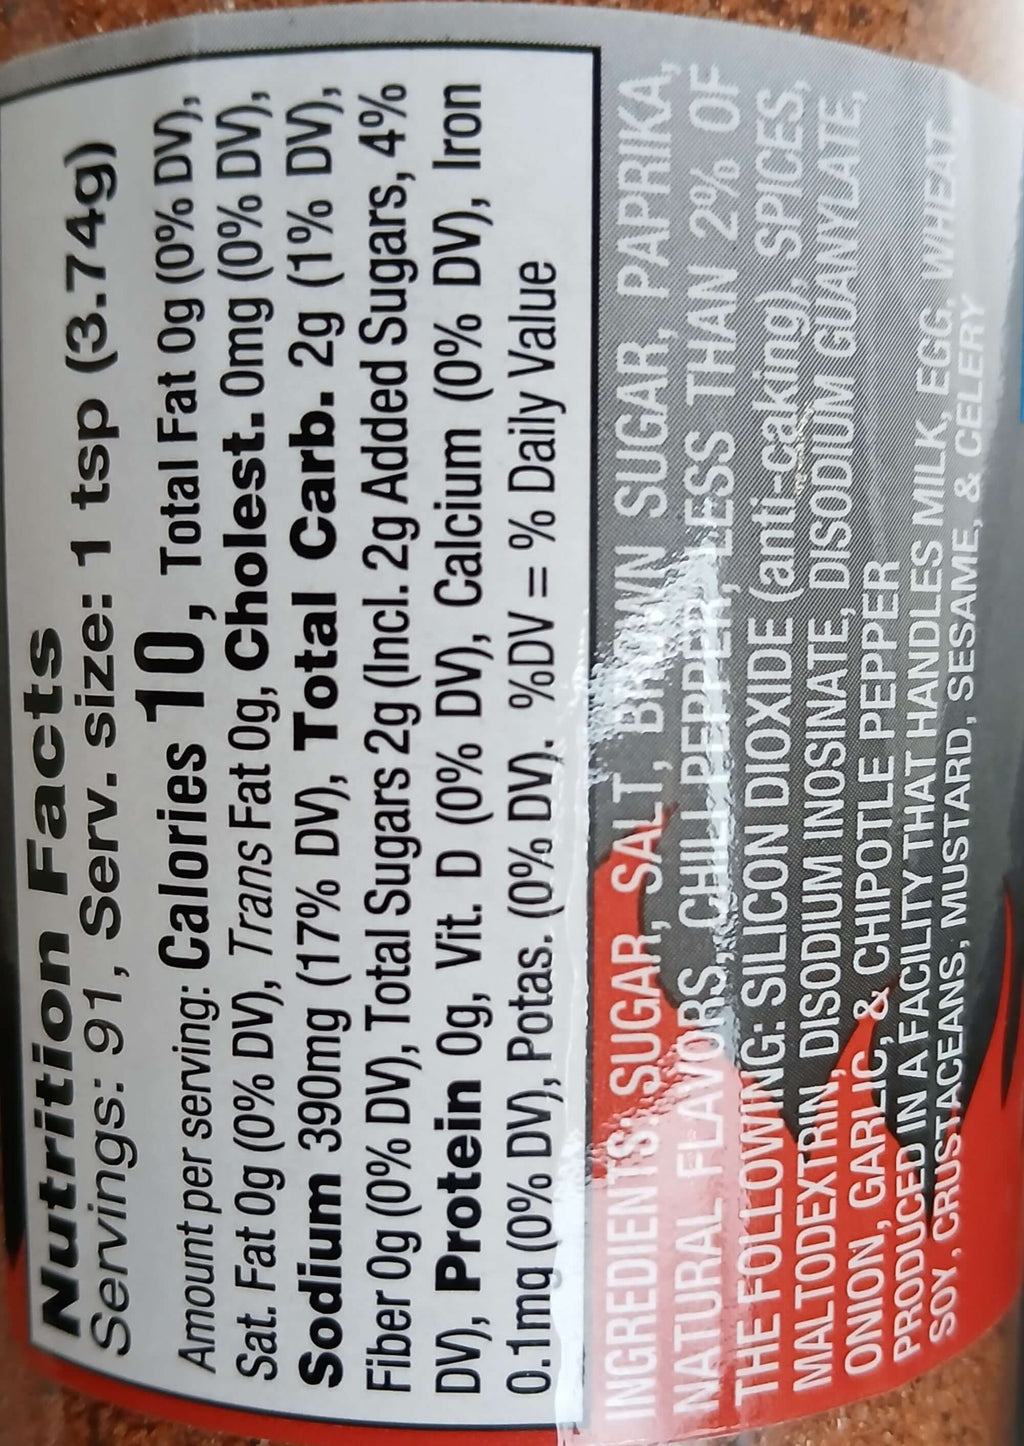 Nutrition Facts
Servings: 91, Serv. size: 1 tsp (3.74g)
Amount per serving: Calories 10, Total Fat 0g (0% DV),
Sat. Fat 0g (0% DV), Trans Fat 0g, Cholest. 0mg (0% DV),
Sodium 390mg (17% DV), Total Carb. 2g (1% DV),
Fiber 0g (0% DV), Total Sugars 2g (Incl. 2g Added Sugars, 4%
DV), Protein 0g, Vit. D (0% DV), Calcium (0% DV), Iron
0.1mg (0% DV), Potas. (0% DV). %DV = % Daily Value
INGREDIENTS: SUGAR, SALT, BROWN SUGAR, PAPRIKA,
NATURAL FLAVORS, CHILI PEPPER, LESS THAN 2% OF
THE FOLLOWING: SILICON DIOXIDE (anti-caking), SPICES,
MALTODEXTRIN, DISODIUM INOSINATE, DISODIUM GUANYLATE,
ONION, GARLIC, & CHIPOTLE PEPPER
PRODUCED IN A FACILITY THAT HANDLES MILK, EGG, WHEAT,
SOY, CRUSTACEANS, MUSTARD, SESAME, & CELERY